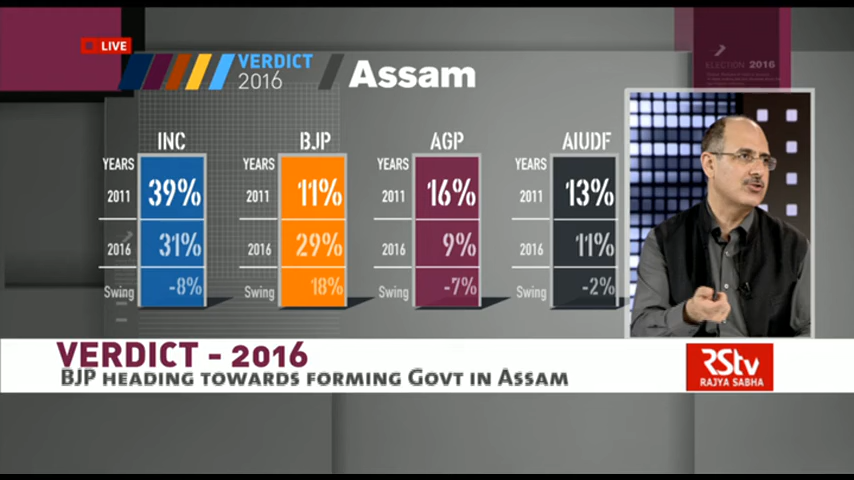 LIVE
VERDICT
2016
Assam
ELECTION 2016
INC
BJP
AGP
AIUDF
YEARS
YEARS
YEARS
YEARS
2011
39%
2011
11%
2011
16%
2011
13%
2016
31%
2016
29%
2016
9%
2016
11%
Swing
-8%
Swing
18%
Swing
-7%
Swing
-2%
VERDICT - 2016
BJP HEADING TOWARDS FORMING GOVT IN ASSAM
RStv
RAJYA SABHA